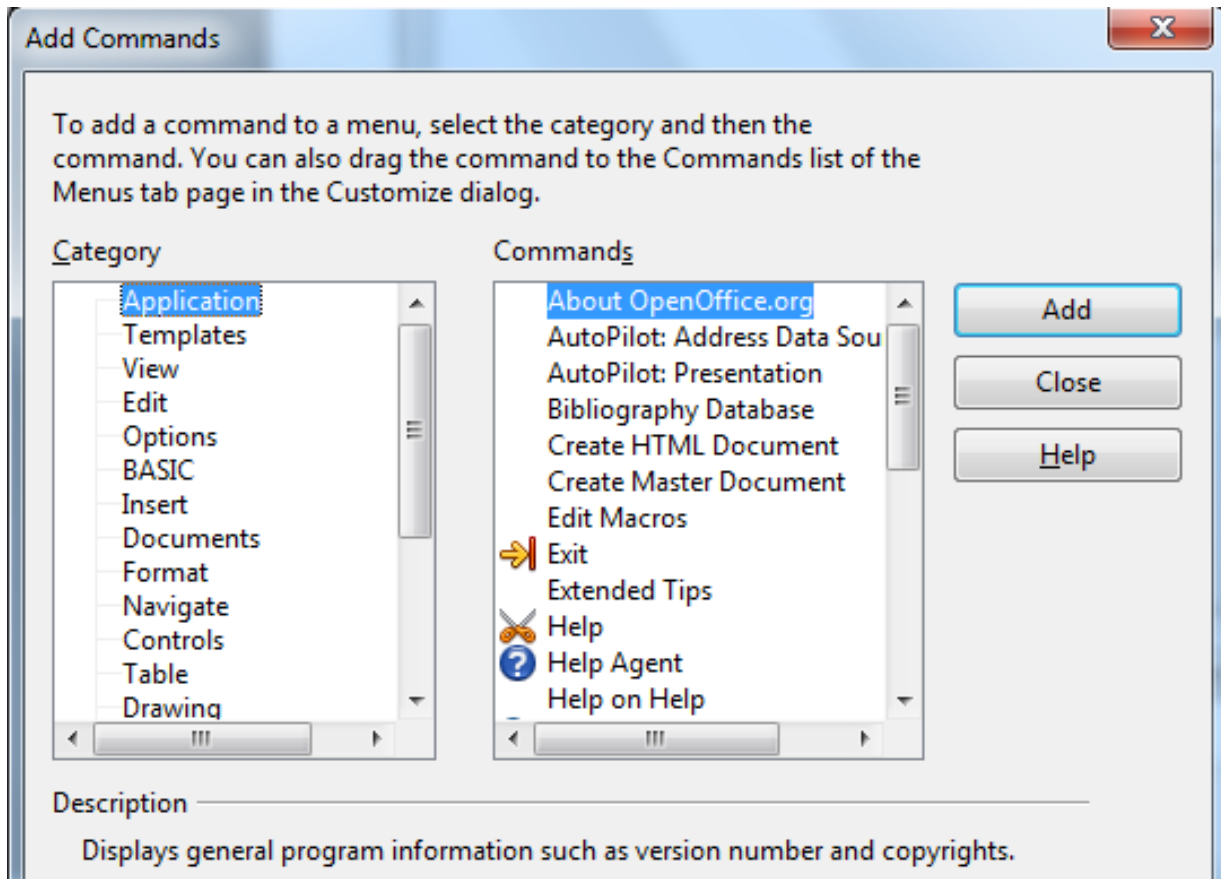 Add Commands
To add a command to a menu, select the category and then the
command. You can also drag the command to the Commands list of the
Menus tab page in the Customize dialog.
Category
Application
Templates
View
Edit
Options
BASIC
Insert
Documents
Format
Navigate
Controls
Table
Drawing
Commands
About OpenOffice.org
AutoPilot: Address Data Sou
AutoPilot: Presentation
Bibliography Database
Create HTML Document
Create Master Document
Edit Macros
Exit
Extended Tips
Help
Help Agent
Help on Help
Add
Close
Help
Description
Displays general program information such as version number and copyrights.